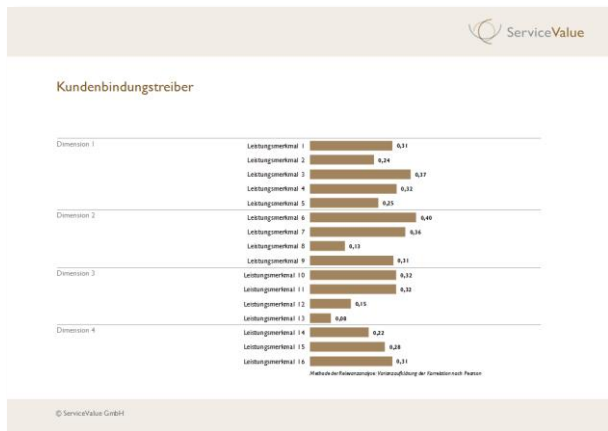 ServiceValue
Kundenbindungstreiber
Dimension 1
Leistungsmerkmal 1 0,31
Leistungsmerkmal 2 0,24
Leistungsmerkmal 3 0,37
Leistungsmerkmal 4 0,32
Leistungsmerkmal 5 0,25
Dimension 2
Leistungsmerkmal 6 0,40
Leistungsmerkmal 7 0,36
Leistungsmerkmal 8 0,13
Leistungsmerkmal 9 0,31
Dimension 3
Leistungsmerkmal 10 0,32
Leistungsmerkmal 11 0,32
Leistungsmerkmal 12 0,15
Leistungsmerkmal 13 0,08
Dimension 4
Leistungsmerkmal 14 0,22
Leistungsmerkmal 15 0,28
Leistungsmerkmal 16 0,31
Methode der Relevanzanalyse: Varianzaufklärung der Korrelation nach Pearson
© ServiceValue GmbH